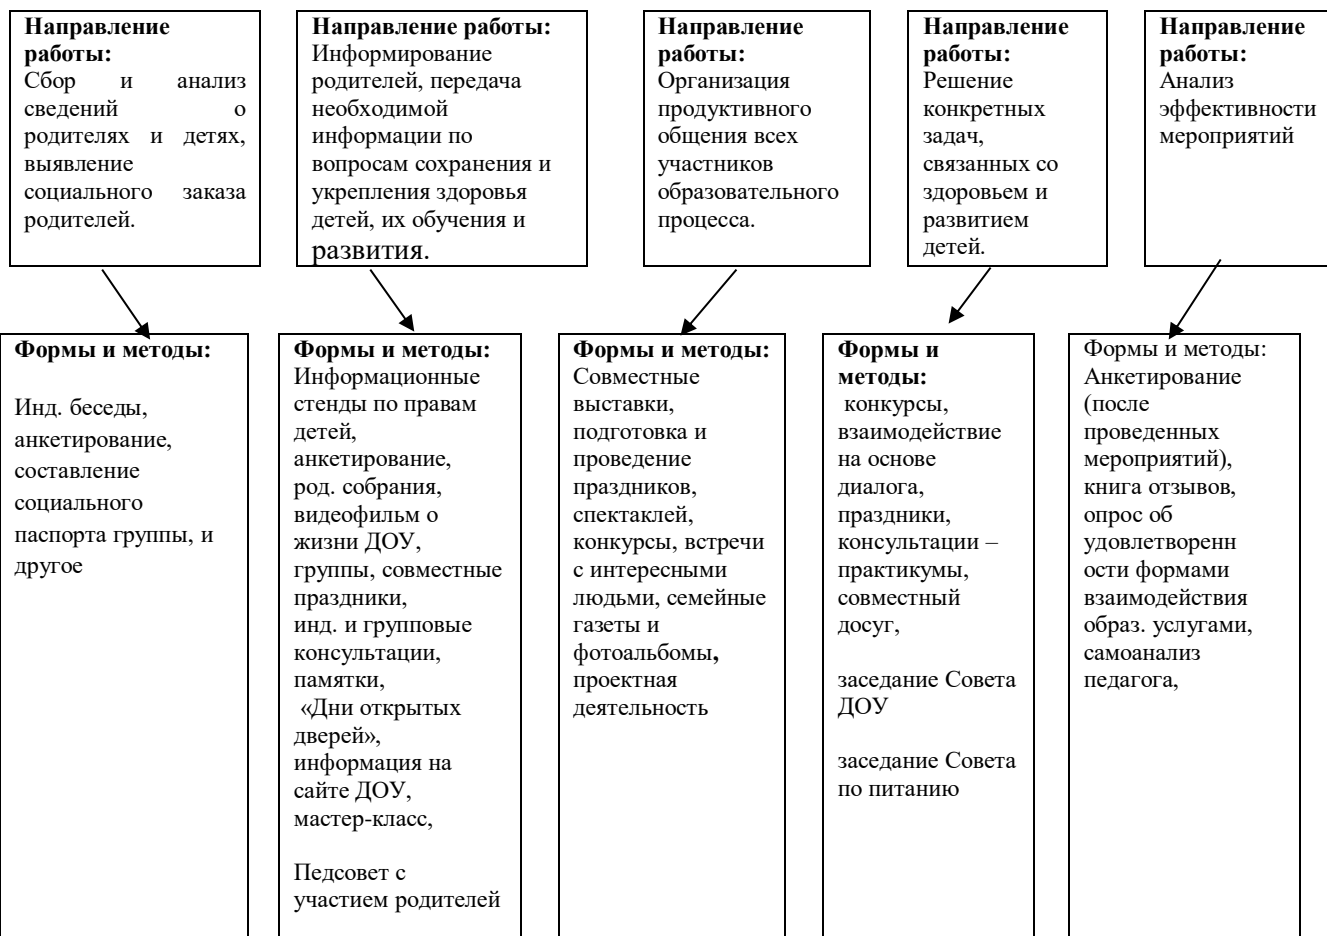 Направление
работы:
Сбор и анализ
сведений о
родителях и детях,
выявление
социального заказа
родителей.
Направление работы:
Информирование
родителей, передача
необходимой
информации по
вопросам сохранения и
укрепления здоровья
детей, их обучения и
развития.
Направление
работы:
Организация
продуктивного
общения всех
участников
образовательного
процесса.
Направление
работы:
Решение
конкретных
задач,
связанных со
здоровьем и
развитием
детей.
Направление
работы:
Анализ
эффективности
мероприятий
Формы и методы:
Инд. беседы,
анкетирование,
составление
социального
паспорта группы, и
другое
Формы и методы:
Информационные
стенды по правам
детей,
анкетирование,
род. собрания,
видеофильм о
жизни ДОУ,
группы, совместные
праздники,
инд. и групповые
консультации,
памятки,
«Дни открытых
дверей»,
информация на
сайте ДОУ,
мастер-класс,
Педсовет с
участием родителей
Формы и методы:
Совместные
выставки,
подготовка и
проведение
праздников,
спектаклей,
конкурсы, встречи
с интересными
людьми, семейные
газеты и
фотоальбомы,
проектная
деятельность
Формы и
методы:
конкурсы,
взаимодействие
на основе
диалога,
праздники,
консультации –
практикумы,
совместный
досуг,
заседание Совета
ДОУ
заседание Совета
по питанию
Формы и методы:
Анкетирование
(после
проведенных
мероприятий),
книга отзывов,
опрос об
удовлетворенн
ости формами
взаимодействия
образ. услугами,
самоанализ
педагога,